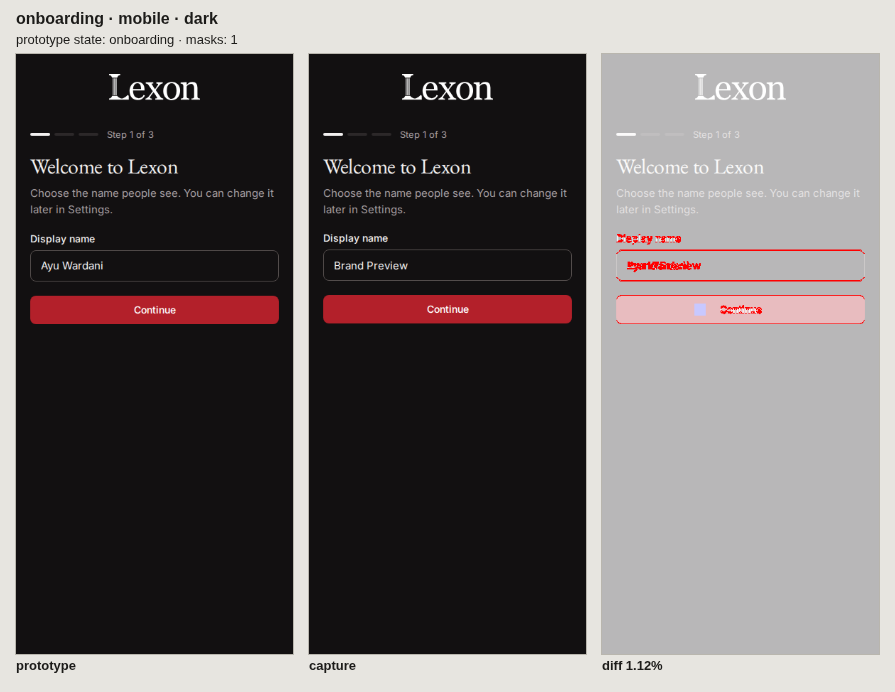 onboarding · mobile · dark
prototype state: onboarding · masks: 1
Lexon
Step 1 of 3
Welcome to Lexon
Choose the name people see. You can change it
later in Settings.
Display name
Ayu Wardani
Continue
prototype
Lexon
Step 1 of 3
Welcome to Lexon
Choose the name people see. You can change it
later in Settings.
Display name
Brand Preview
Continue
capture
Lexon
Step 1 of 3
Welcome to Lexon
Choose the name people see. You can change it
later in Settings.
Display name
Continue
diff 1.12%